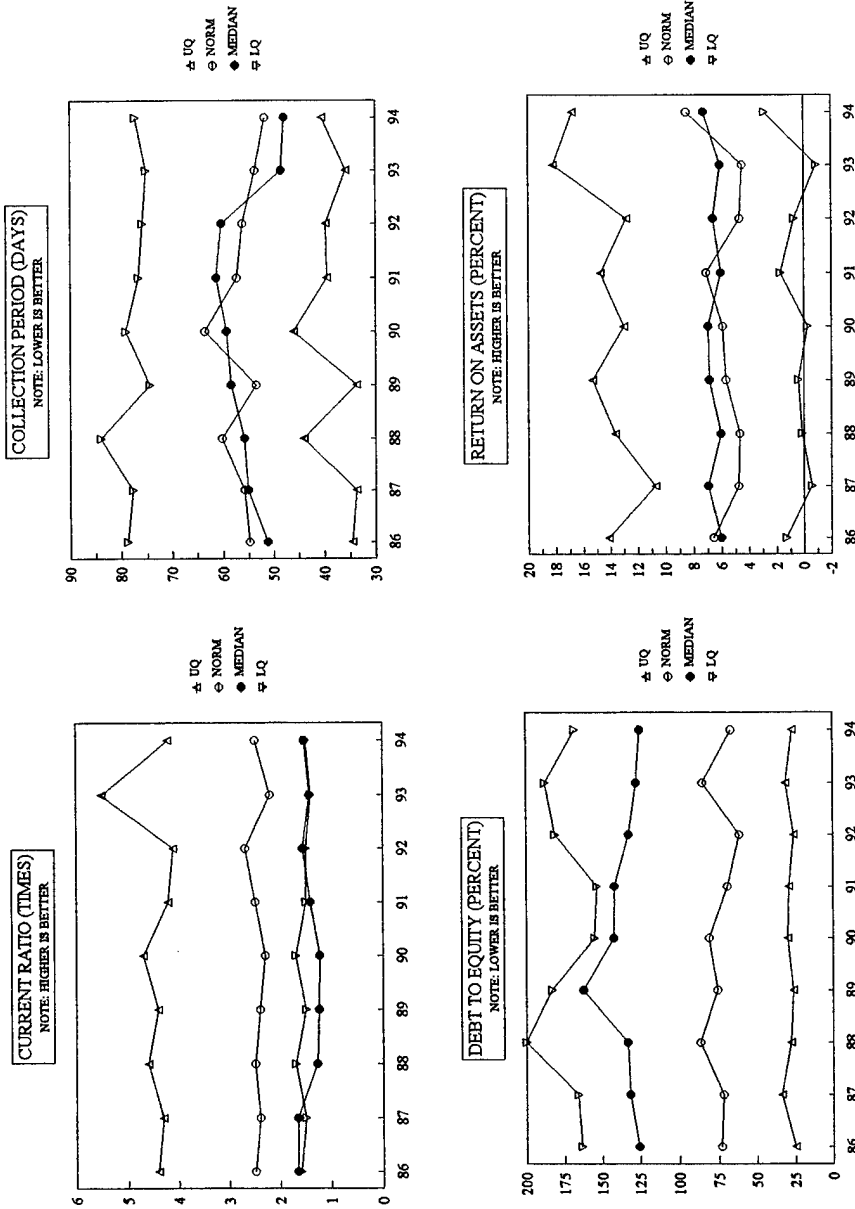 CURRENT RATIO (TIMES)
NOTE: HIGHER IS BETTER
6
5
4
3
2
1
0
86 87 88 89 90 91 92 93 94
UQ
NORM
MEDIAN
LQ
COLLECTION PERIOD (DAYS)
NOTE: LOWER IS BETTER
90
80
70
60
50
40
30
86 87 88 89 90 91 92 93 94
UQ
NORM
MEDIAN
LQ
DEBT TO EQUITY (PERCENT)
NOTE: LOWER IS BETTER
200
175
150
125
100
75
50
25
0
86 87 88 89 90 91 92 93 94
UQ
NORM
MEDIAN
LQ
RETURN ON ASSETS (PERCENT)
NOTE: HIGHER IS BETTER
20
18
16
14
12
10
8
6
4
2
0
-2
86 87 88 89 90 91 92 93 94
UQ
NORM
MEDIAN
LQ